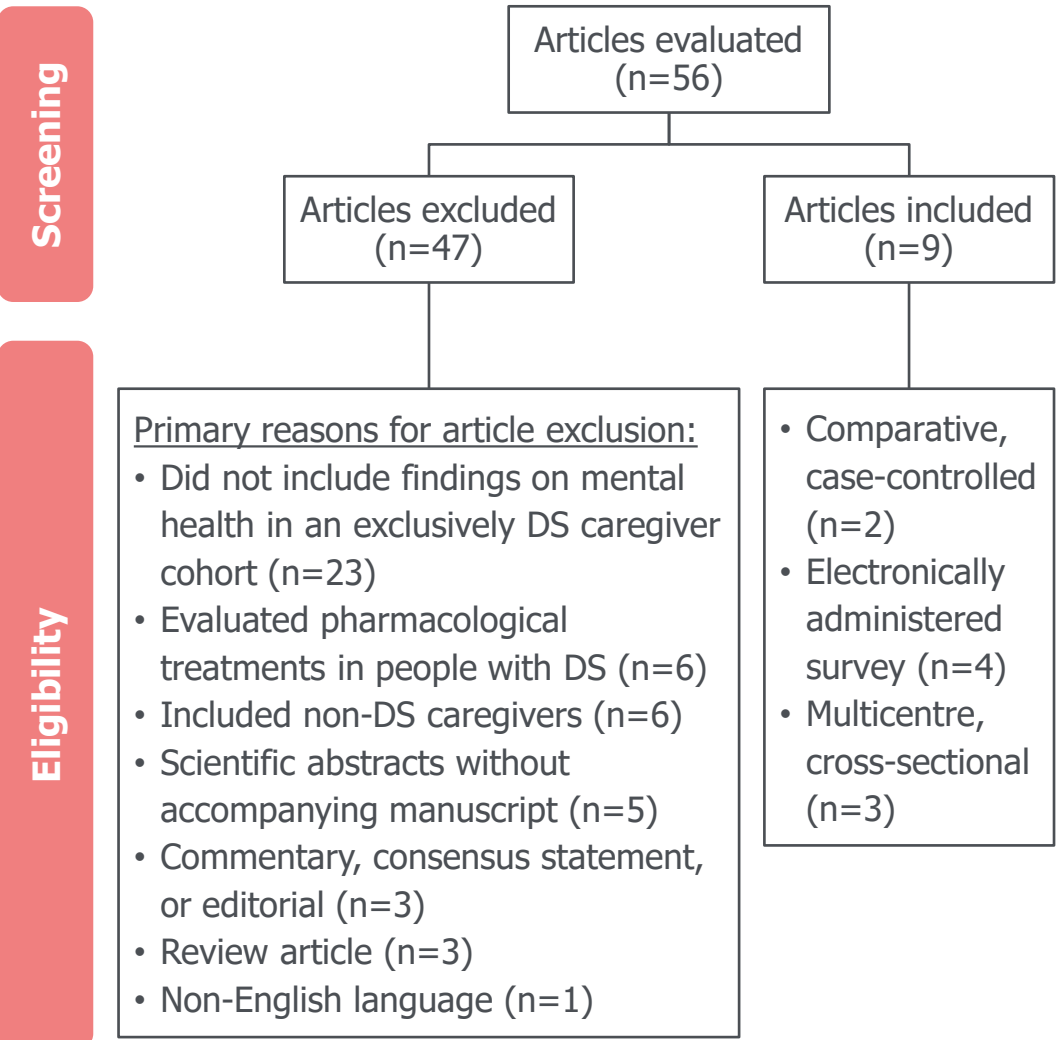 Screening
Articles evaluated
(n=56)
Articles excluded
(n=47)
Articles included
(n=9)
Eligibility
Primary reasons for article exclusion:
• Did not include findings on mental
health in an exclusively DS caregiver
cohort (n=23)
• Evaluated pharmacological
treatments in people with DS (n=6)
• Included non-DS caregivers (n=6)
• Scientific abstracts without
accompanying manuscript (n=5)
• Commentary, consensus statement,
or editorial (n=3)
• Review article (n=3)
• Non-English language (n=1)
• Comparative,
case-controlled
(n=2)
• Electronically
administered
survey (n=4)
• Multicentre,
cross-sectional
(n=3)